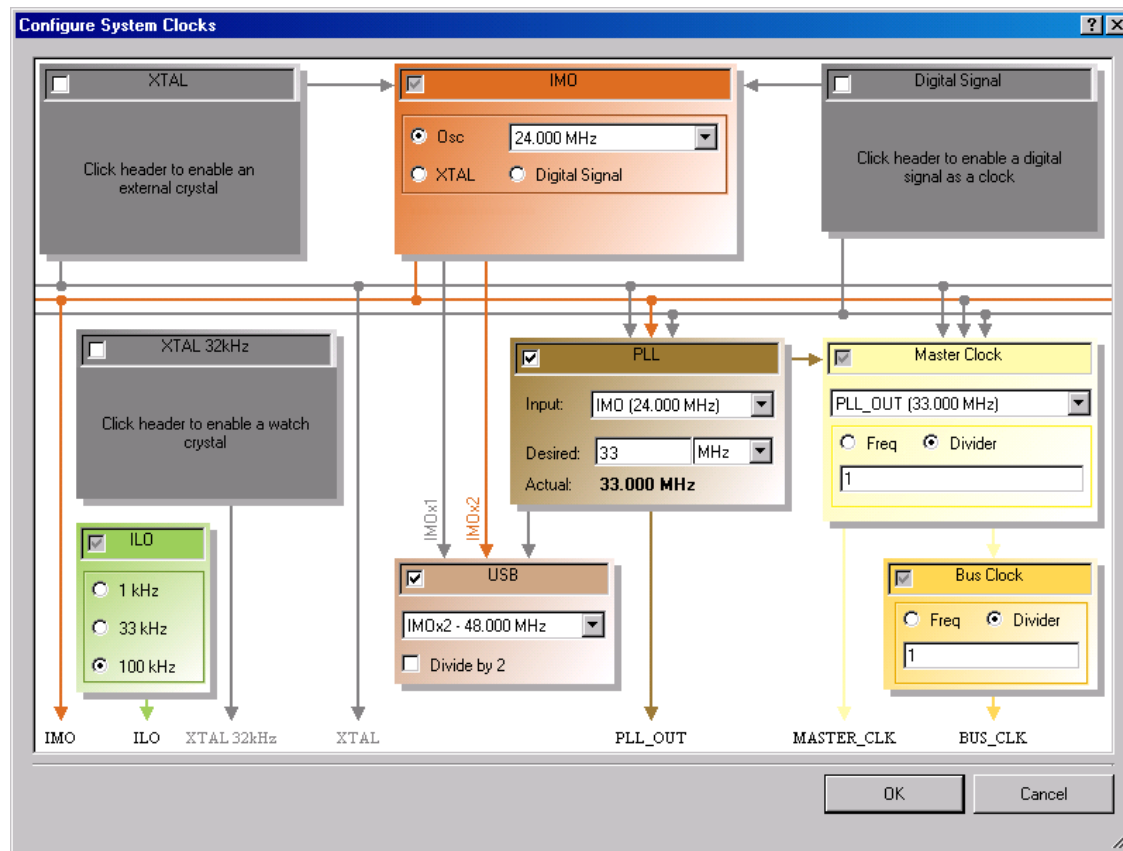 Configure System Clocks
XTAL
Click header to enable an
external crystal
IMO
Osc
24.000 MHz
XTAL
Digital Signal
Digital Signal
Click header to enable a digital
signal as a clock
XTAL 32kHz
Click header to enable a watch
crystal
PLL
Input:
IMO (24.000 MHz)
Desired:
33
MHz
Actual:
33.000 MHz
Master Clock
PLL_OUT (33.000 MHz)
Freq
Divider
1
IMOx1
IMOx2
ILO
1 kHz
33 kHz
100 kHz
USB
IMOx2 - 48.000 MHz
Divide by 2
Bus Clock
Freq
Divider
1
IMO
ILO
XTAL 32kHz
XTAL
PLL_OUT
MASTER_CLK
BUS_CLK
OK
Cancel